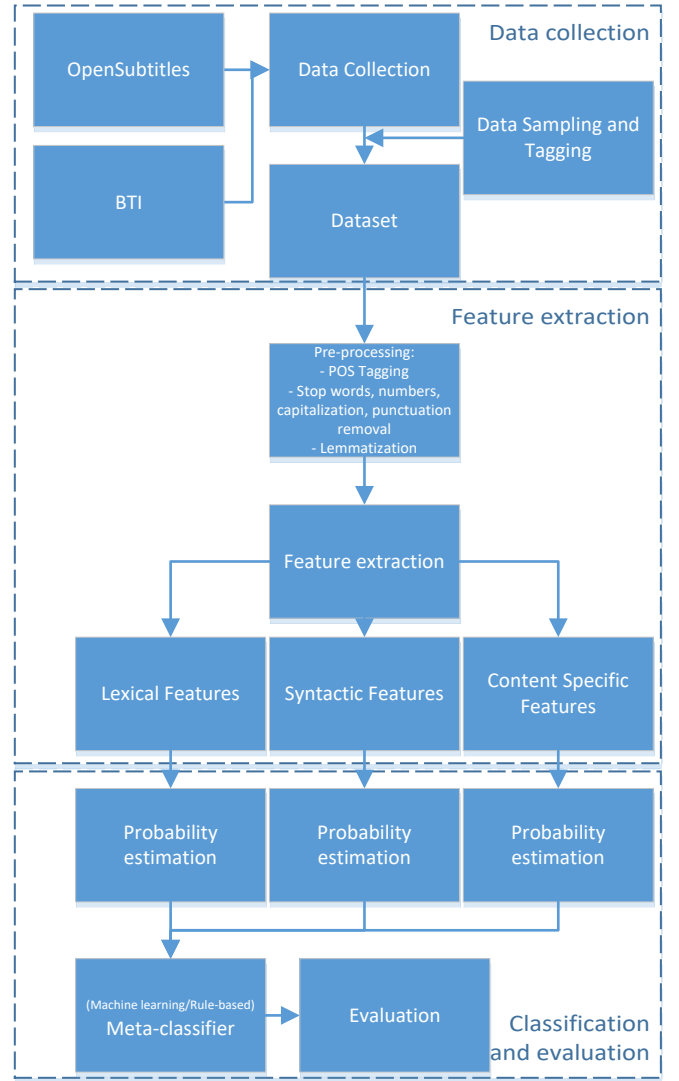 Data collection
OpenSubtitles
Data Collection
Data Sampling and
Tagging
BTI
Dataset
Feature extraction
Pre-processing:
- POS Tagging
- Stop words, numbers,
capitalization, punctuation
removal
- Lemmatization
Feature extraction
Lexical Features
Syntactic Features
Content Specific
Features
Probability
estimation
Probability
estimation
Probability
estimation
(Machine learning/Rule-based)
Meta-classifier
Evaluation
Classification
and evaluation